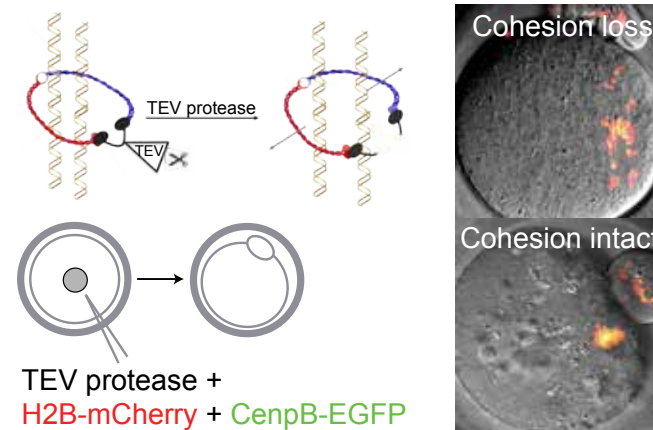 Cohesion loss
TEV protease
TEV
Cohesion intact
TEV protease +
H2B-mCherry + CenpB-EGFP